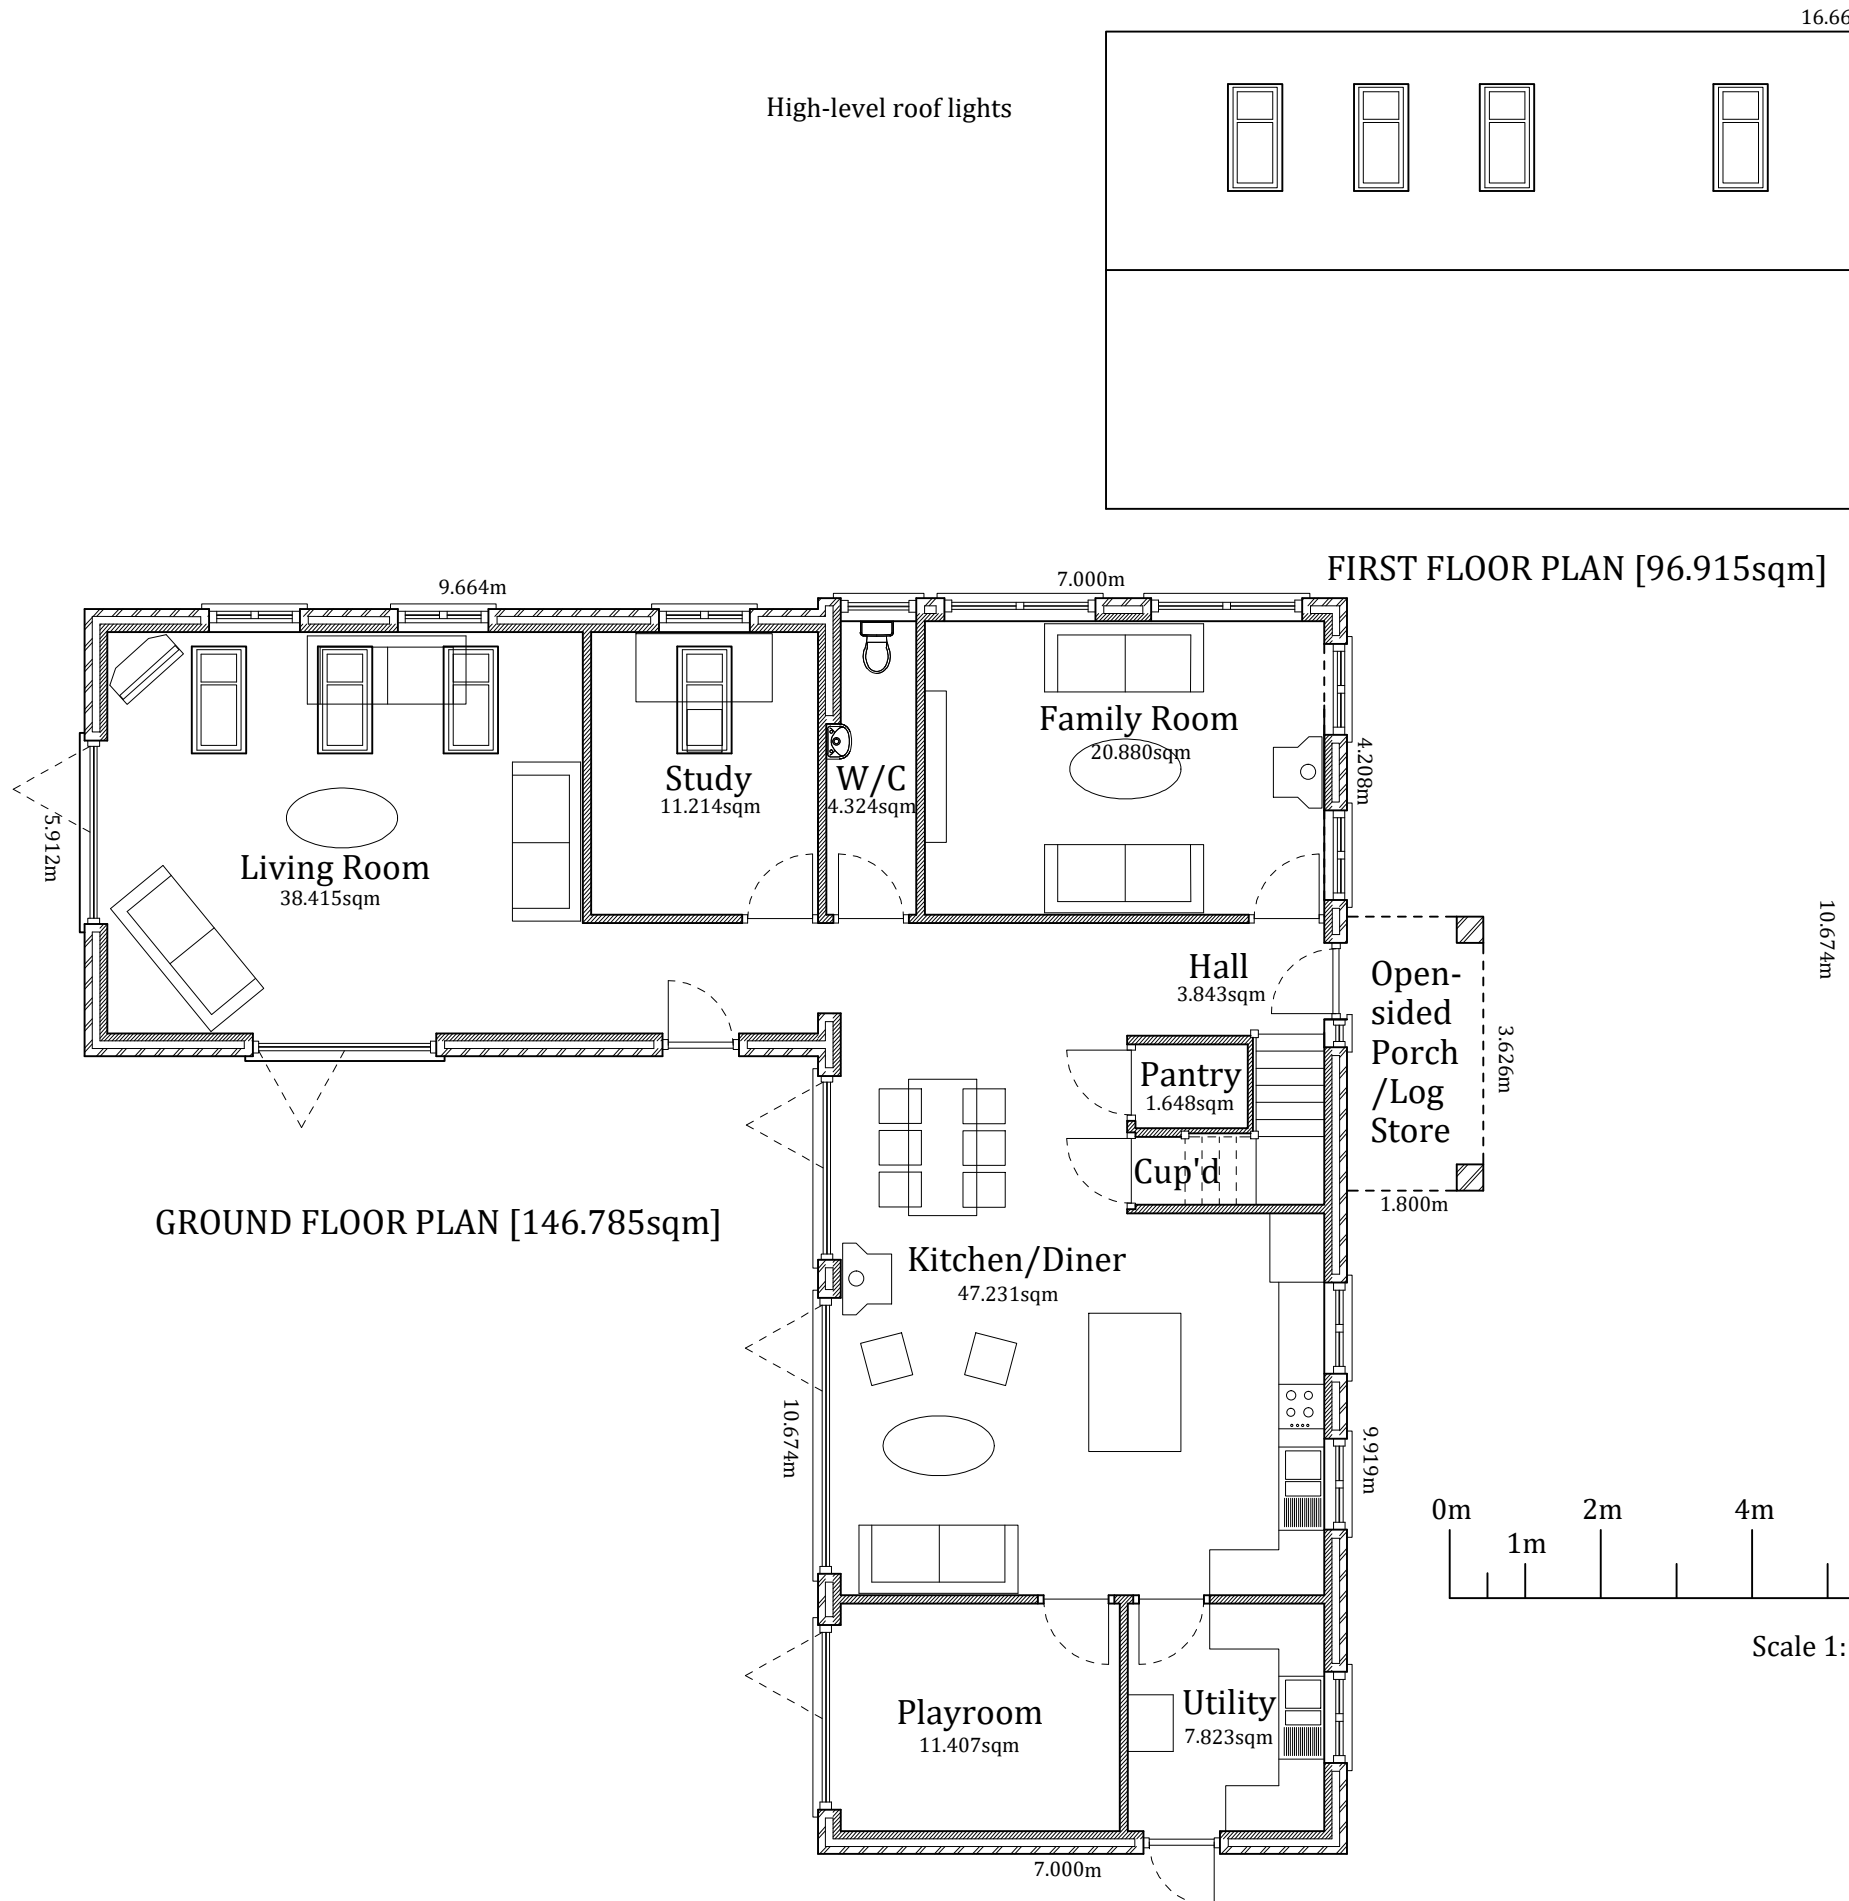 16.66
High-level roof lights
FIRST FLOOR PLAN [96.915sqm]
9.664m
7.000m
Family Room
20.880sqm
Study
11.214sqm
W/C
4.324sqm
4.208m
5.912m
Living Room
38.415sqm
10.674m
Hall
3.843sqm
Open-
sided
Porch
/Log
Store
3.626m
Pantry
1.648sqm
Cup'd
1.800m
GROUND FLOOR PLAN [146.785sqm]
Kitchen/Diner
47.231sqm
10.674m
9.919m
0m
2m
4m
1m
Scale 1:
Playroom
11.407sqm
Utility
7.823sqm
7.000m